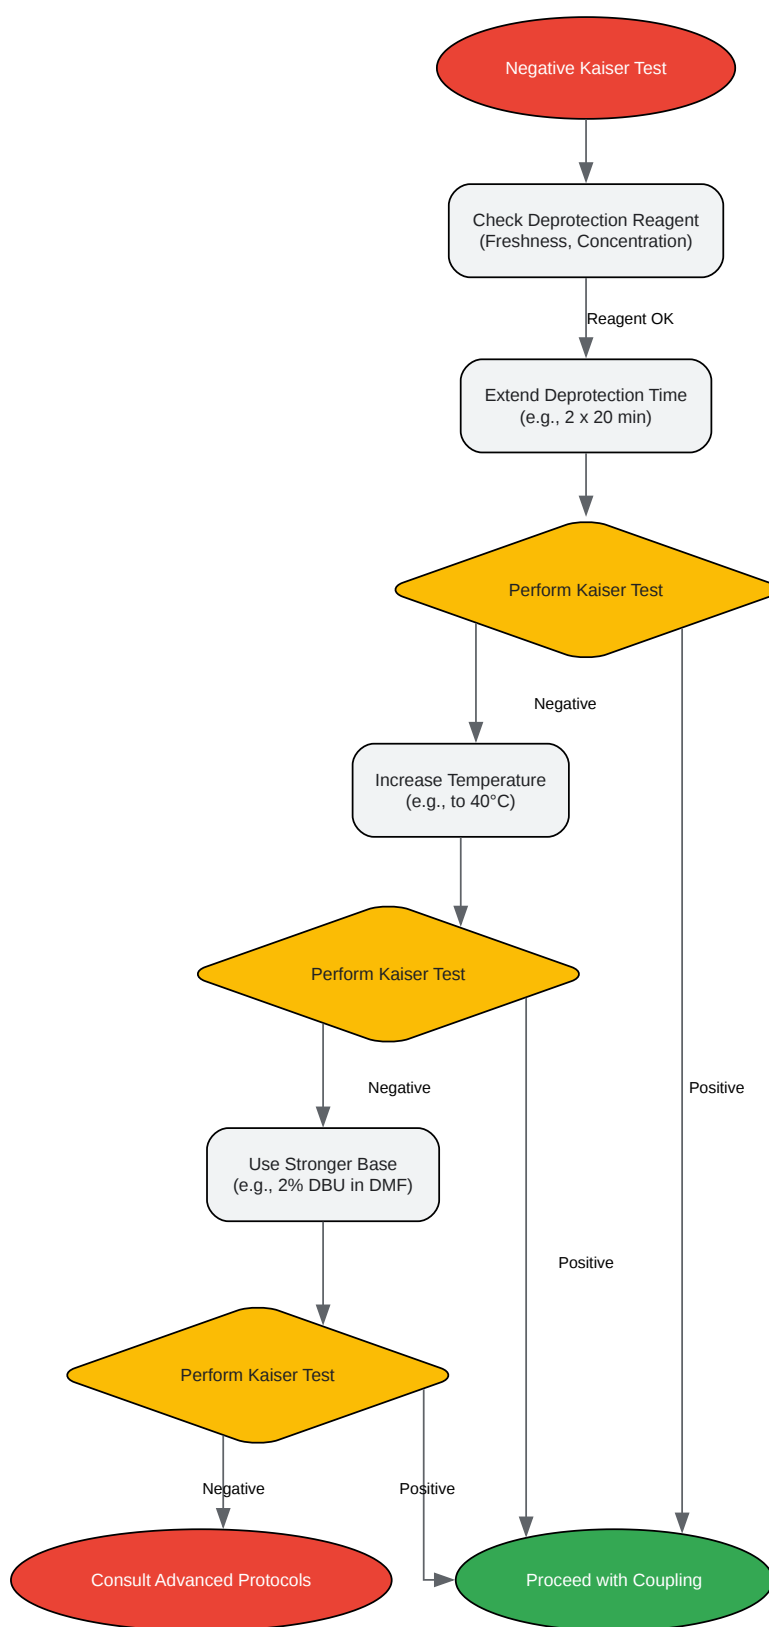 Negative Kaiser Test
Check Deprotection Reagent
(Freshness, Concentration)
Reagent OK
Extend Deprotection Time
(e.g., 2 x 20 min)
Perform Kaiser Test
Negative
Increase Temperature
(e.g., to 40°C)
Perform Kaiser Test
Negative
Positive
Use Stronger Base
(e.g., 2% DBU in DMF)
Positive
Perform Kaiser Test
Negative
Positive
Consult Advanced Protocols
Proceed with Coupling